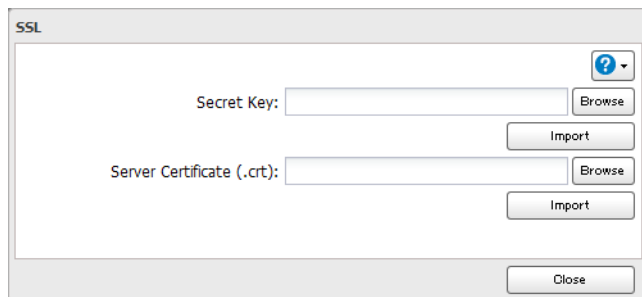 SSL
?
Secret Key:
Browse
Import
Server Certificate (.crt):
Browse
Import
Close